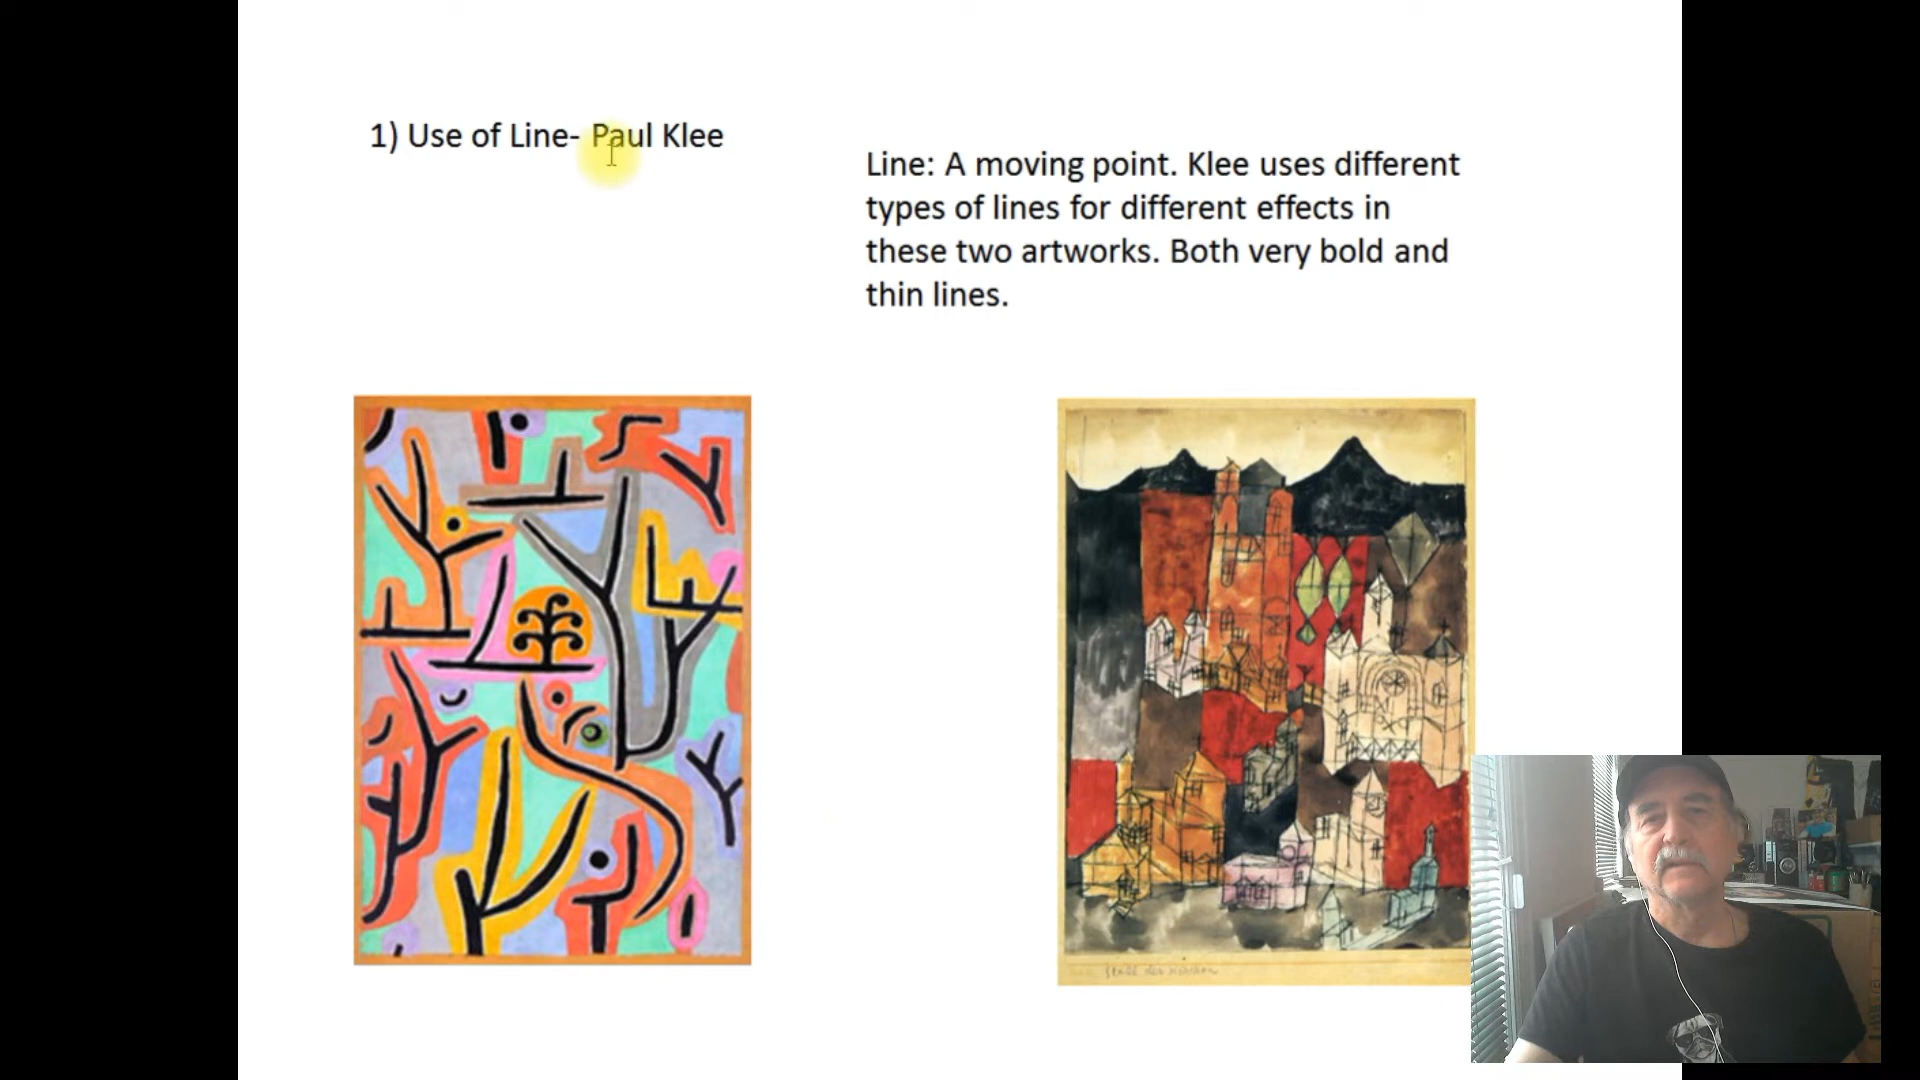 1) Use of Line- Paul Klee
Line: A moving point. Klee uses different
types of lines for different effects in
these two artworks. Both very bold and
thin lines.